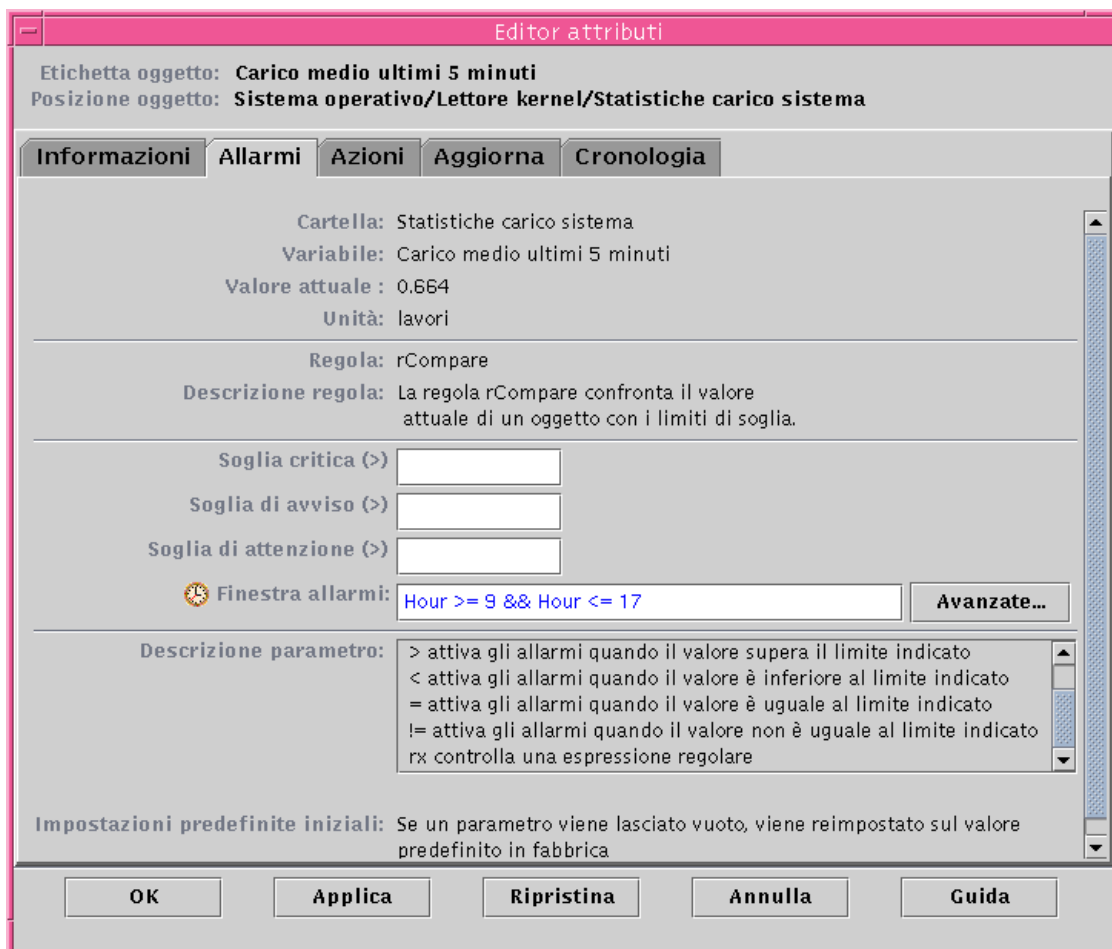 Editor attributi
Etichetta oggetto: Carico medio ultimi 5 minuti
Posizione oggetto: Sistema operativo/Lettore kernel/Statistiche carico sistema
Informazioni Allarmi Azioni Aggiorna Cronologia
Cartella: Statistiche carico sistema
Variabile: Carico medio ultimi 5 minuti
Valore attuale : 0.664
Unità: lavori
Regola: rCompare
Descrizione regola: La regola rCompare confronta il valore
attuale di un oggetto con i limiti di soglia.
Soglia critica (>)
Soglia di avviso (>)
Soglia di attenzione (>)
Finestra allarmi: Hour >= 9 && Hour <= 17 Avanzate...
Descrizione parametro: > attiva gli allarmi quando il valore supera il limite indicato
< attiva gli allarmi quando il valore è inferiore al limite indicato
= attiva gli allarmi quando il valore è uguale al limite indicato
!= attiva gli allarmi quando il valore non è uguale al limite indicato
rx controlla una espressione regolare
Impostazioni predefinite iniziali: Se un parametro viene lasciato vuoto, viene reimpostato sul valore
predefinito in fabbrica
OK Applica Ripristina Annulla Guida